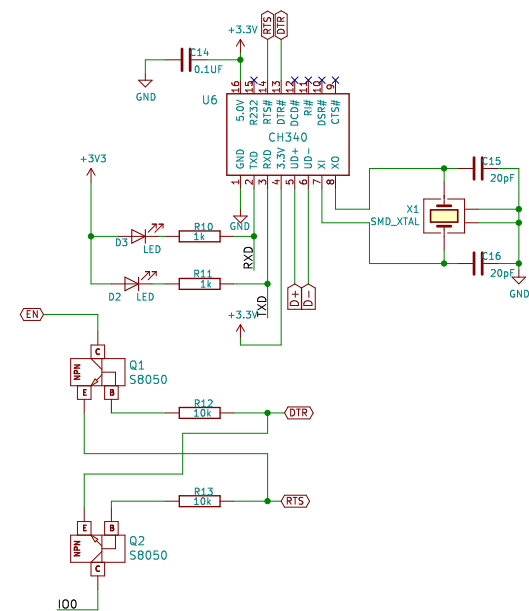 RTS
DTR
+3.3V
C14
0.1UF
GND
16
15
14
13
12
11
10
9
U6
5.0V
R232
RTS#
DTR#
DCD#
RI#
DSR#
CTS#
CH340
GND
TXD
RXD
3.3V
UD+
UD-
XI
XO
1
2
3
4
5
6
7
8
+3V3
C15
20pF
X1
SMD_XTAL
GND
R10
1k
D3
LED
RXD
C16
20pF
GND
R11
1k
D2
LED
TXD
D+
D-
+3.3V
EN
C
NPN
Q1
S8050
E
B
R12
10k
DTR
R13
10k
RTS
E
B
NPN
Q2
S8050
C
IO0